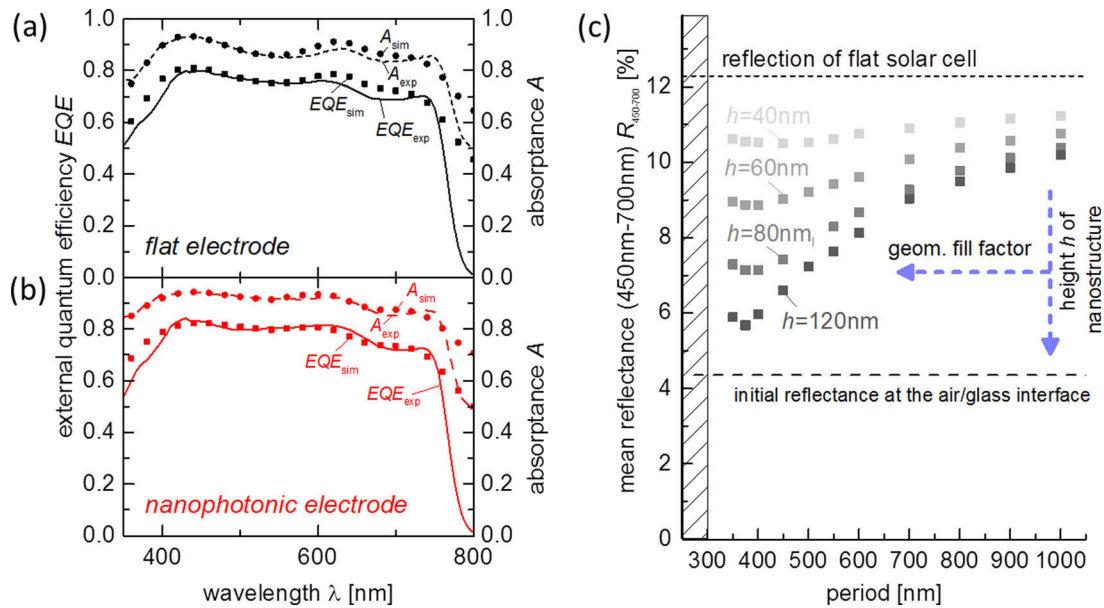 (a)
external quantum efficiency EQE
1.0
0.8
0.6
0.4
0.2
0.0
A_sim
A_exp
EQE_sim
EQE_exp
flat electrode
1.0
0.8
0.6
0.4
0.2
0.0
absorptance A
(b)
0.8
0.6
0.4
0.2
0.0
A_sim
A_exp
EQE_sim
EQE_exp
nanophotonic electrode
0.8
0.6
0.4
0.2
0.0
absorptance A
400 600 800
wavelength λ [nm]
(c)
mean reflectance (450nm-700nm) R_450-700 [%]
12
10
8
6
4
2
0
reflection of flat solar cell
h=40nm
h=60nm
h=80nm
h=120nm
geom. fill factor
height h of
nanostructure
initial reflectance at the air/glass interface
300 400 500 600 700 800 900 1000
period [nm]